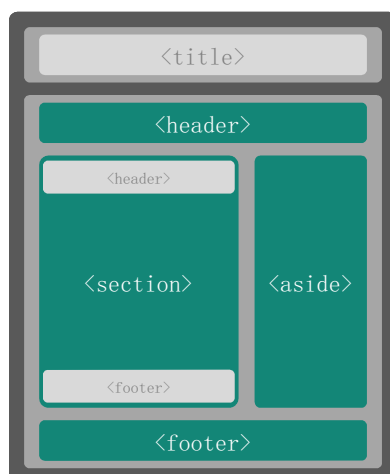 <title>
<header>
<header>
<section>
<aside>
<footer>
<footer>